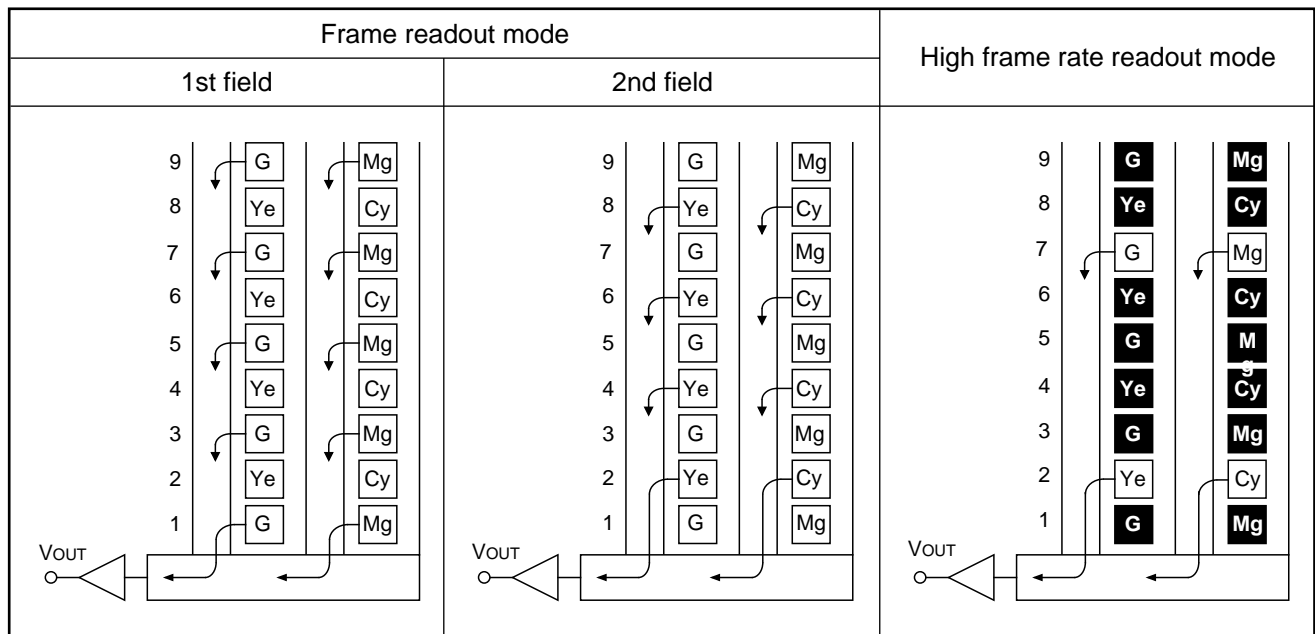 Frame readout mode
High frame rate readout mode
1st field
2nd field
9 G Mg
8 Ye Cy
7 G Mg
6 Ye Cy
5 G Mg
4 Ye Cy
3 G Mg
2 Ye Cy
1 G Mg
VOUT
9 G Mg
8 Ye Cy
7 G Mg
6 Ye Cy
5 G Mg
4 Ye Cy
3 G Mg
2 Ye Cy
1 G Mg
VOUT
9 G Mg
8 Ye Cy
7 G Mg
6 Ye Cy
5 G Mg
4 Ye Cy
3 G Mg
2 Ye Cy
1 G Mg
VOUT